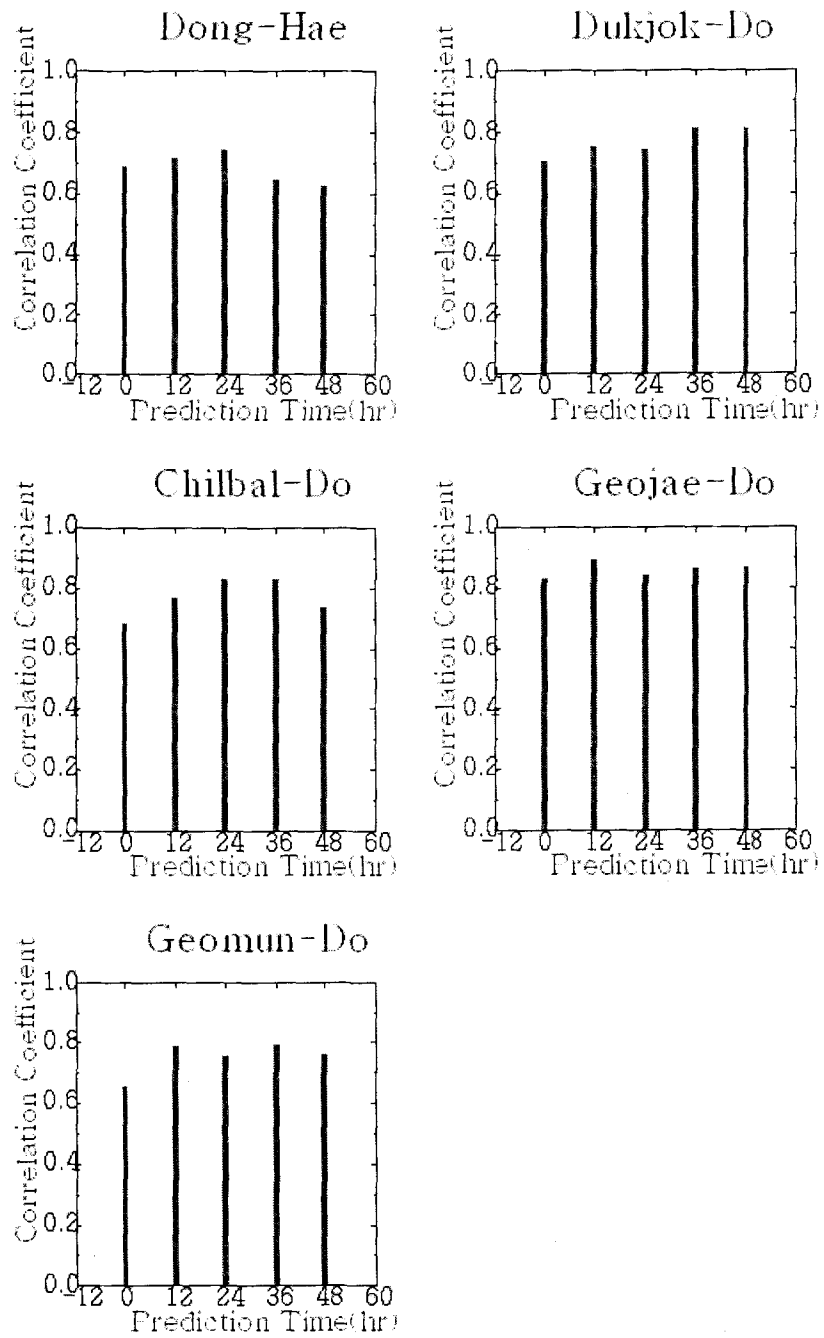 Dong-Hae
Correlation Coefficient
1.0
0.8
0.6
0.4
0.2
0.0
-12 0 12 24 36 48 60
Prediction Time(hr)
Dukjok-Do
Correlation Coefficient
1.0
0.8
0.6
0.4
0.2
0.0
-12 0 12 24 36 48 60
Prediction Time(hr)
Chilbal-Do
Correlation Coefficient
1.0
0.8
0.6
0.4
0.2
0.0
-12 0 12 24 36 48 60
Prediction Time(hr)
Geojae-Do
Correlation Coefficient
1.0
0.8
0.6
0.4
0.2
0.0
-12 0 12 24 36 48 60
Prediction Time(hr)
Geomun-Do
Correlation Coefficient
1.0
0.8
0.6
0.4
0.2
0.0
-12 0 12 24 36 48 60
Prediction Time(hr)